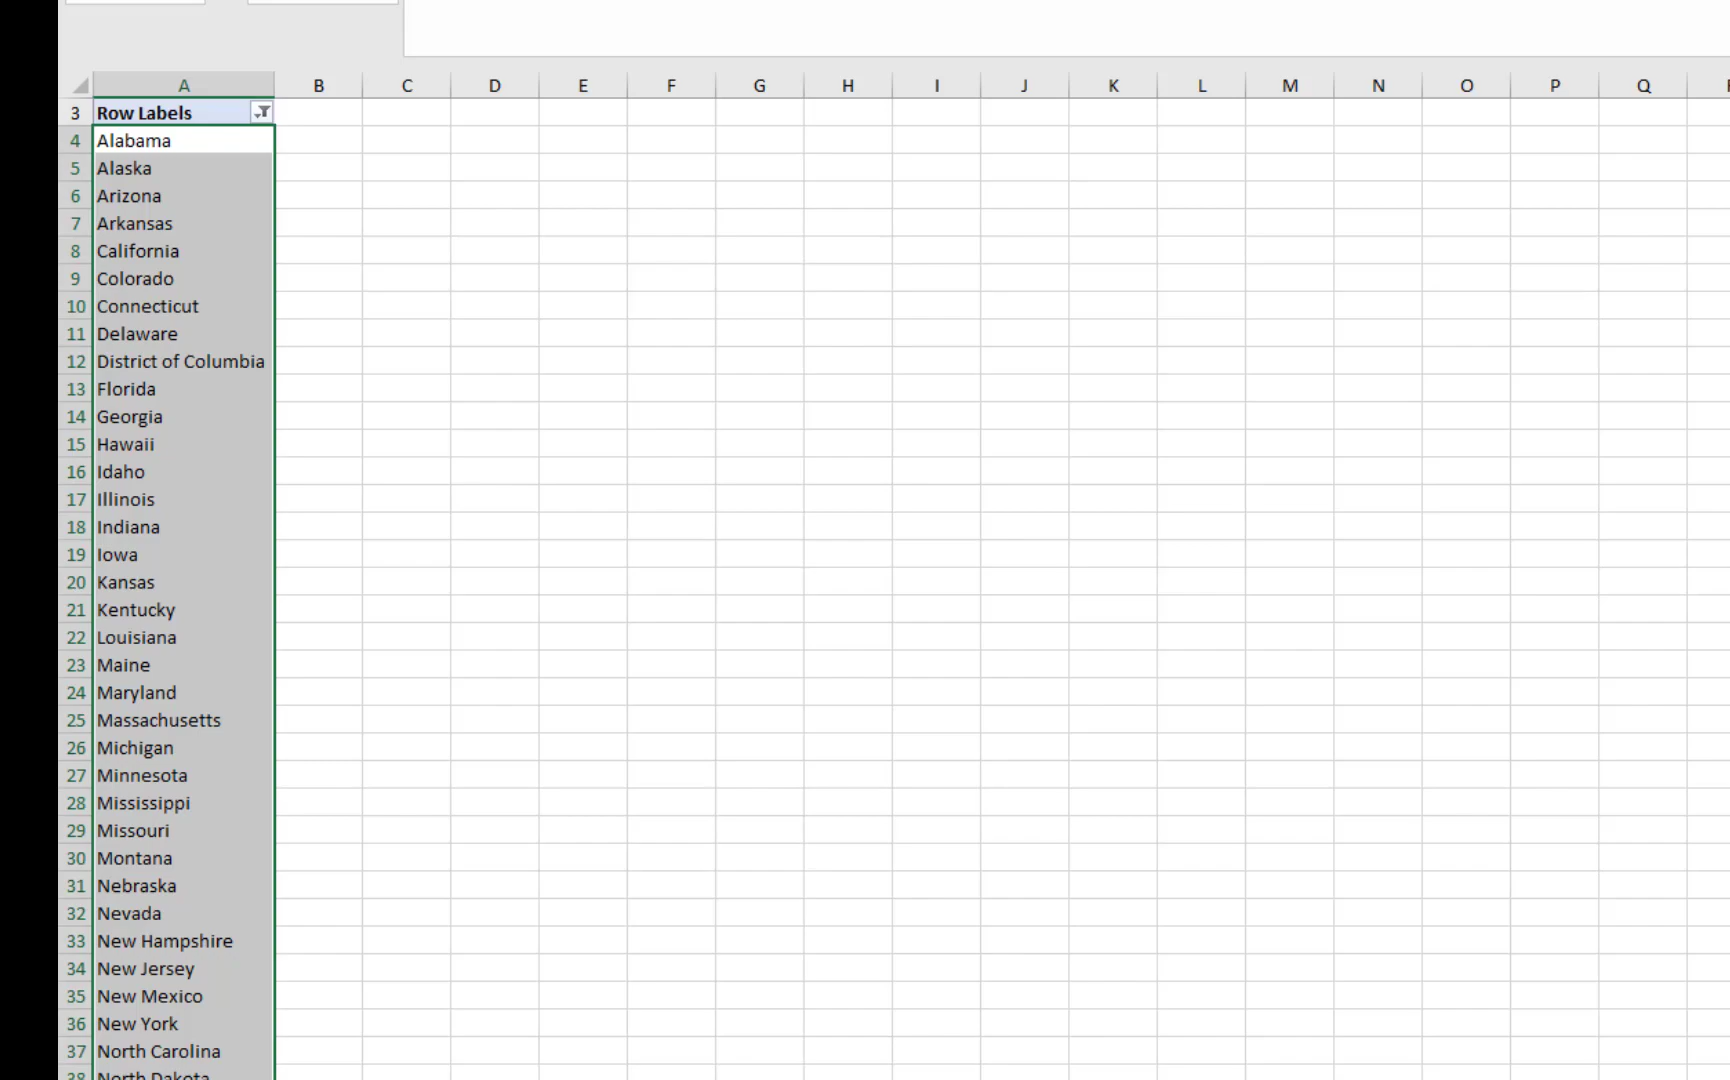 A B C D E F G H I J K L M N O P Q
3 Row Labels
4 Alabama
5 Alaska
6 Arizona
7 Arkansas
8 California
9 Colorado
10 Connecticut
11 Delaware
12 District of Columbia
13 Florida
14 Georgia
15 Hawaii
16 Idaho
17 Illinois
18 Indiana
19 Iowa
20 Kansas
21 Kentucky
22 Louisiana
23 Maine
24 Maryland
25 Massachusetts
26 Michigan
27 Minnesota
28 Mississippi
29 Missouri
30 Montana
31 Nebraska
32 Nevada
33 New Hampshire
34 New Jersey
35 New Mexico
36 New York
37 North Carolina
38 North Dakota